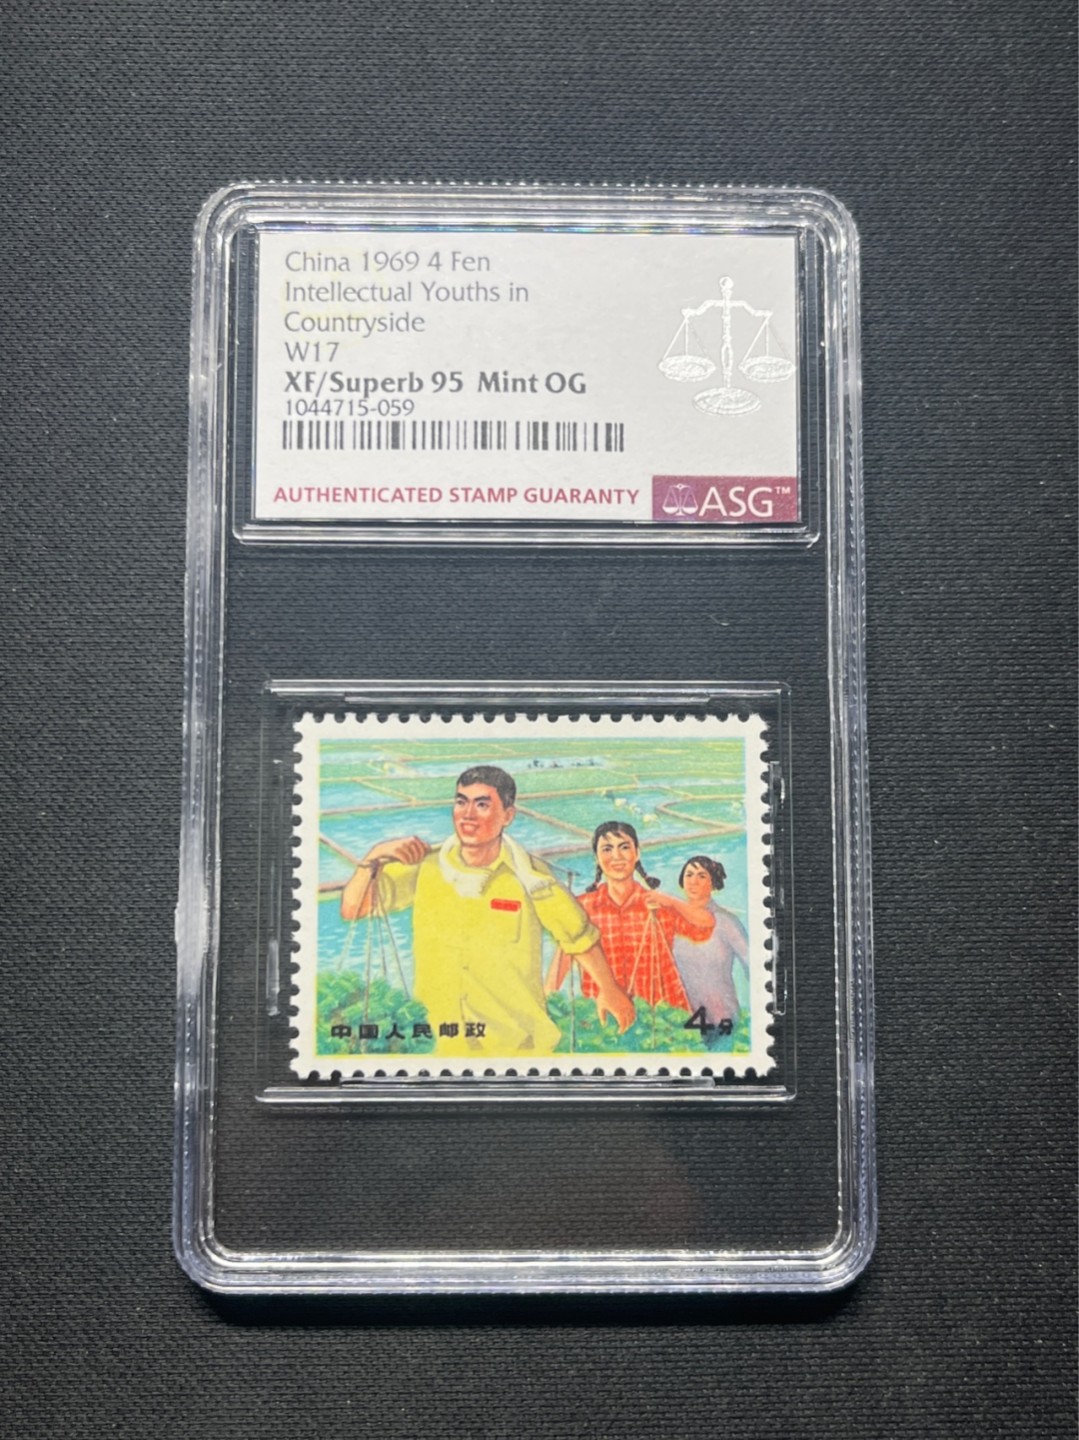 China 1969 4 Fen
Intellectual Youths in
Countryside
W17
XF/Superb 95 Mint OG
1044715-059
AUTHENTICATED STAMP GUARANTY ASG™
中国人民邮政 4分